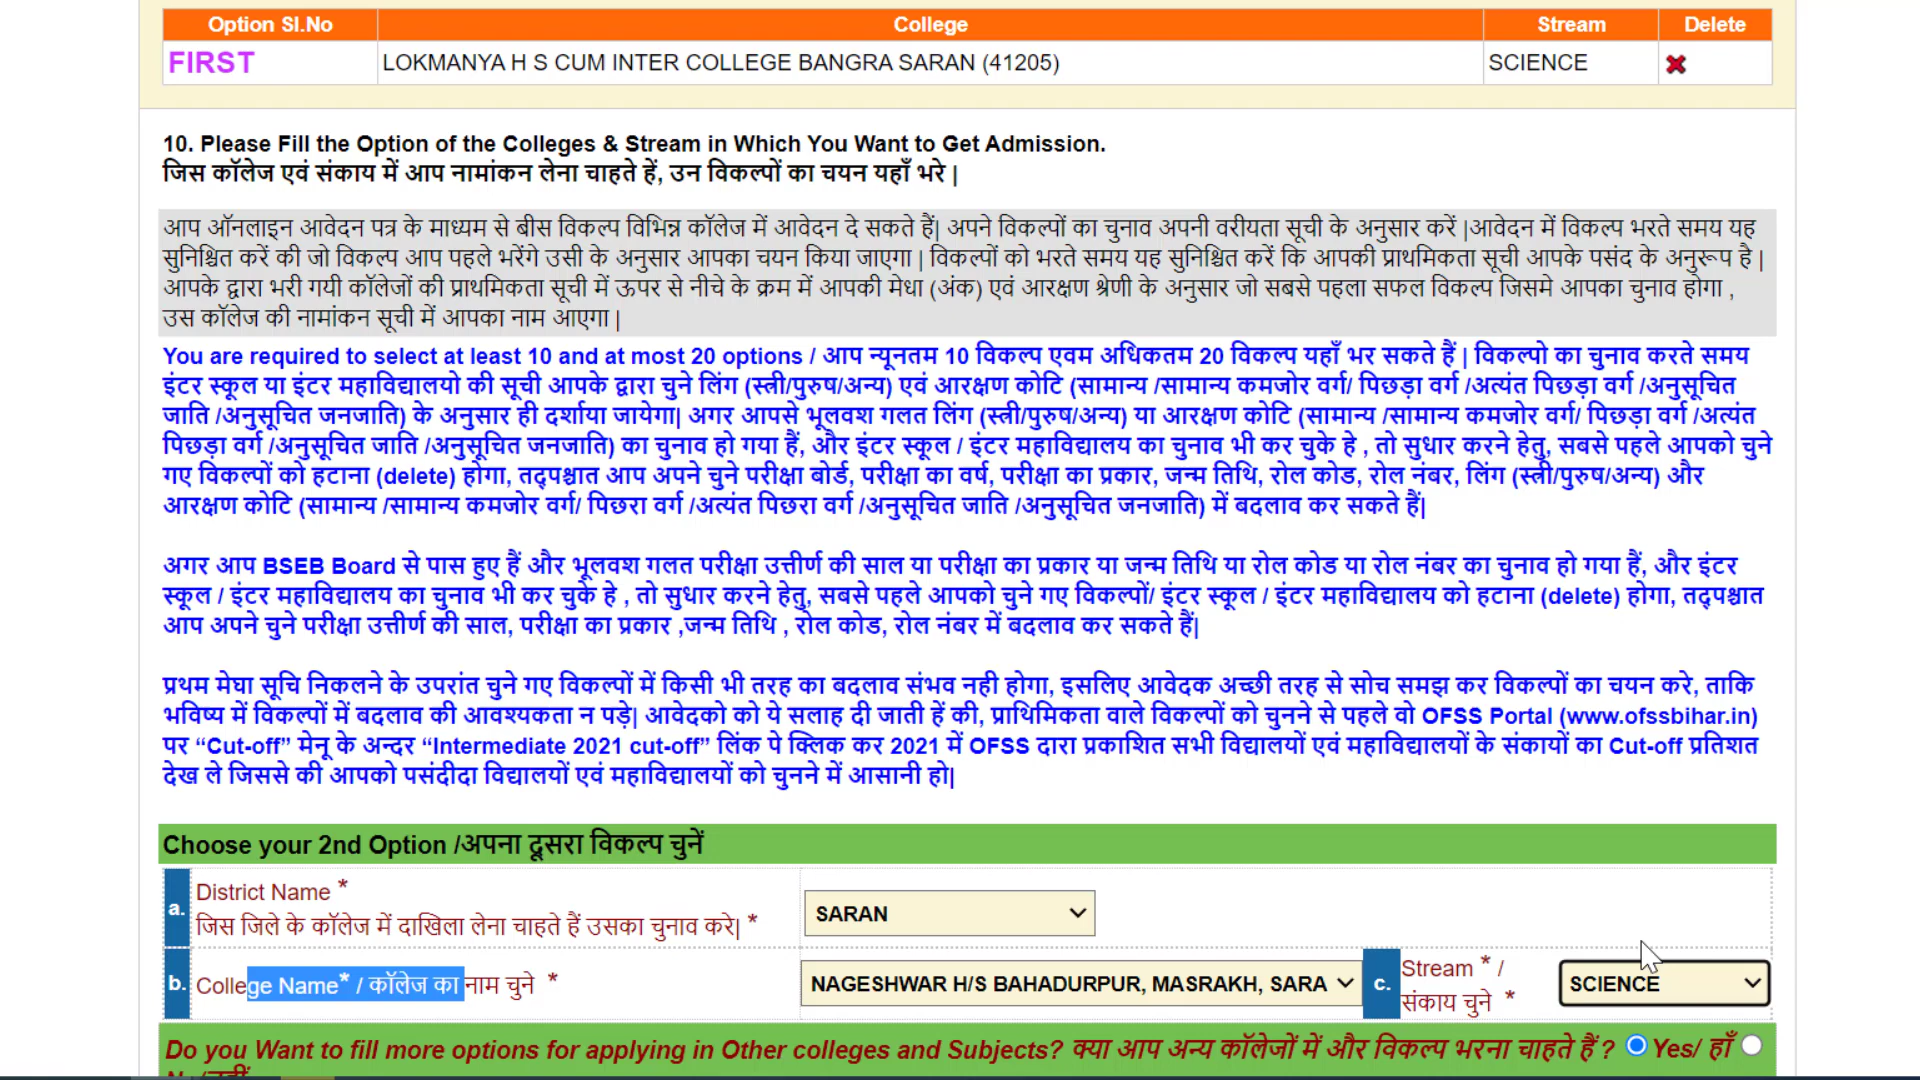 Option Sl.No College Stream Delete
FIRST LOKMANYA H S CUM INTER COLLEGE BANGRA SARAN (41205) SCIENCE
10. Please Fill the Option of the Colleges & Stream in Which You Want to Get Admission.
जिस कॉलेज एवं संकाय में आप नामांकन लेना चाहते हें, उन विकल्पों का चयन यहाँ भरे |
आप ऑनलाइन आवेदन पत्र के माध्यम से बीस विकल्प विभिन्न कॉलेज में आवेदन दे सकते हैं| अपने विकल्पों का चुनाव अपनी वरीयता सूची के अनुसार करें |आवेदन में विकल्प भरते समय यह
सुनिश्चित करें की जो विकल्प आप पहले भरेंगे उसी के अनुसार आपका चयन किया जाएगा | विकल्पों को भरते समय यह सुनिश्चित करें कि आपकी प्राथमिकता सूची आपके पसंद के अनुरूप है |
आपके द्वारा भरी गयी कॉलेजों की प्राथमिकता सूची में ऊपर से नीचे के क्रम में आपकी मेधा (अंक) एवं आरक्षण श्रेणी के अनुसार जो सबसे पहला सफल विकल्प जिसमे आपका चुनाव होगा ,
उस कॉलेज की नामांकन सूची में आपका नाम आएगा |
You are required to select at least 10 and at most 20 options / आप न्यूनतम 10 विकल्प एवम अधिकतम 20 विकल्प यहाँ भर सकते हैं | विकल्पो का चुनाव करते समय
इंटर स्कूल या इंटर महाविद्यालयो की सूची आपके द्वारा चुने लिंग (स्त्री/पुरुष/अन्य) एवं आरक्षण कोटि (सामान्य /सामान्य कमजोर वर्ग/ पिछड़ा वर्ग /अत्यंत पिछड़ा वर्ग /अनुसूचित
जाति /अनुसूचित जनजाति) के अनुसार ही दर्शाया जायेगा| अगर आपसे भूलवश गलत लिंग (स्त्री/पुरुष/अन्य) या आरक्षण कोटि (सामान्य /सामान्य कमजोर वर्ग/ पिछड़ा वर्ग /अत्यंत
पिछड़ा वर्ग /अनुसूचित जाति /अनुसूचित जनजाति) का चुनाव हो गया हैं, और इंटर स्कूल / इंटर महाविद्यालय का चुनाव भी कर चुके हे , तो सुधार करने हेतु, सबसे पहले आपको चुने
गए विकल्पों को हटाना (delete) होगा, तद्पश्चात आप अपने चुने परीक्षा बोर्ड, परीक्षा का वर्ष, परीक्षा का प्रकार, जन्म तिथि, रोल कोड, रोल नंबर, लिंग (स्त्री/पुरुष/अन्य) और
आरक्षण कोटि (सामान्य /सामान्य कमजोर वर्ग/ पिछरा वर्ग /अत्यंत पिछरा वर्ग /अनुसूचित जाति /अनुसूचित जनजाति) में बदलाव कर सकते हैं|
अगर आप BSEB Board से पास हुए हैं और भूलवश गलत परीक्षा उत्तीर्ण की साल या परीक्षा का प्रकार या जन्म तिथि या रोल कोड या रोल नंबर का चुनाव हो गया हैं, और इंटर
स्कूल / इंटर महाविद्यालय का चुनाव भी कर चुके हे , तो सुधार करने हेतु, सबसे पहले आपको चुने गए विकल्पों/ इंटर स्कूल / इंटर महाविद्यालय को हटाना (delete) होगा, तद्पश्चात
आप अपने चुने परीक्षा उत्तीर्ण की साल, परीक्षा का प्रकार ,जन्म तिथि , रोल कोड, रोल नंबर में बदलाव कर सकते हैं|
प्रथम मेघा सूचि निकलने के उपरांत चुने गए विकल्पों में किसी भी तरह का बदलाव संभव नही होगा, इसलिए आवेदक अच्छी तरह से सोच समझ कर विकल्पों का चयन करे, ताकि
भविष्य में विकल्पों में बदलाव की आवश्यकता न पड़े| आवेदको को ये सलाह दी जाती हें की, प्राथिमिकता वाले विकल्पों को चुनने से पहले वो OFSS Portal (www.ofssbihar.in)
पर “Cut-off” मेनू के अन्दर “Intermediate 2021 cut-off” लिंक पे क्लिक कर 2021 में OFSS दारा प्रकाशित सभी विद्यालयों एवं महाविद्यालयों के संकायों का Cut-off प्रतिशत
देख ले जिससे की आपको पसंदीदा विद्यालयों एवं महाविद्यालयों को चुनने में आसानी हो|
Choose your 2nd Option /अपना दूसरा विकल्प चुनें
a. District Name *
जिस जिले के कॉलेज में दाखिला लेना चाहते हैं उसका चुनाव करे| * SARAN
b. College Name* / कॉलेज का नाम चुने * NAGESHWAR H/S BAHADURPUR, MASRAKH, SARA c. Stream * / संकाय चुने * SCIENCE
Do you Want to fill more options for applying in Other colleges and Subjects? क्या आप अन्य कॉलेजों में और विकल्प भरना चाहते हैं ? Yes/ हाँ